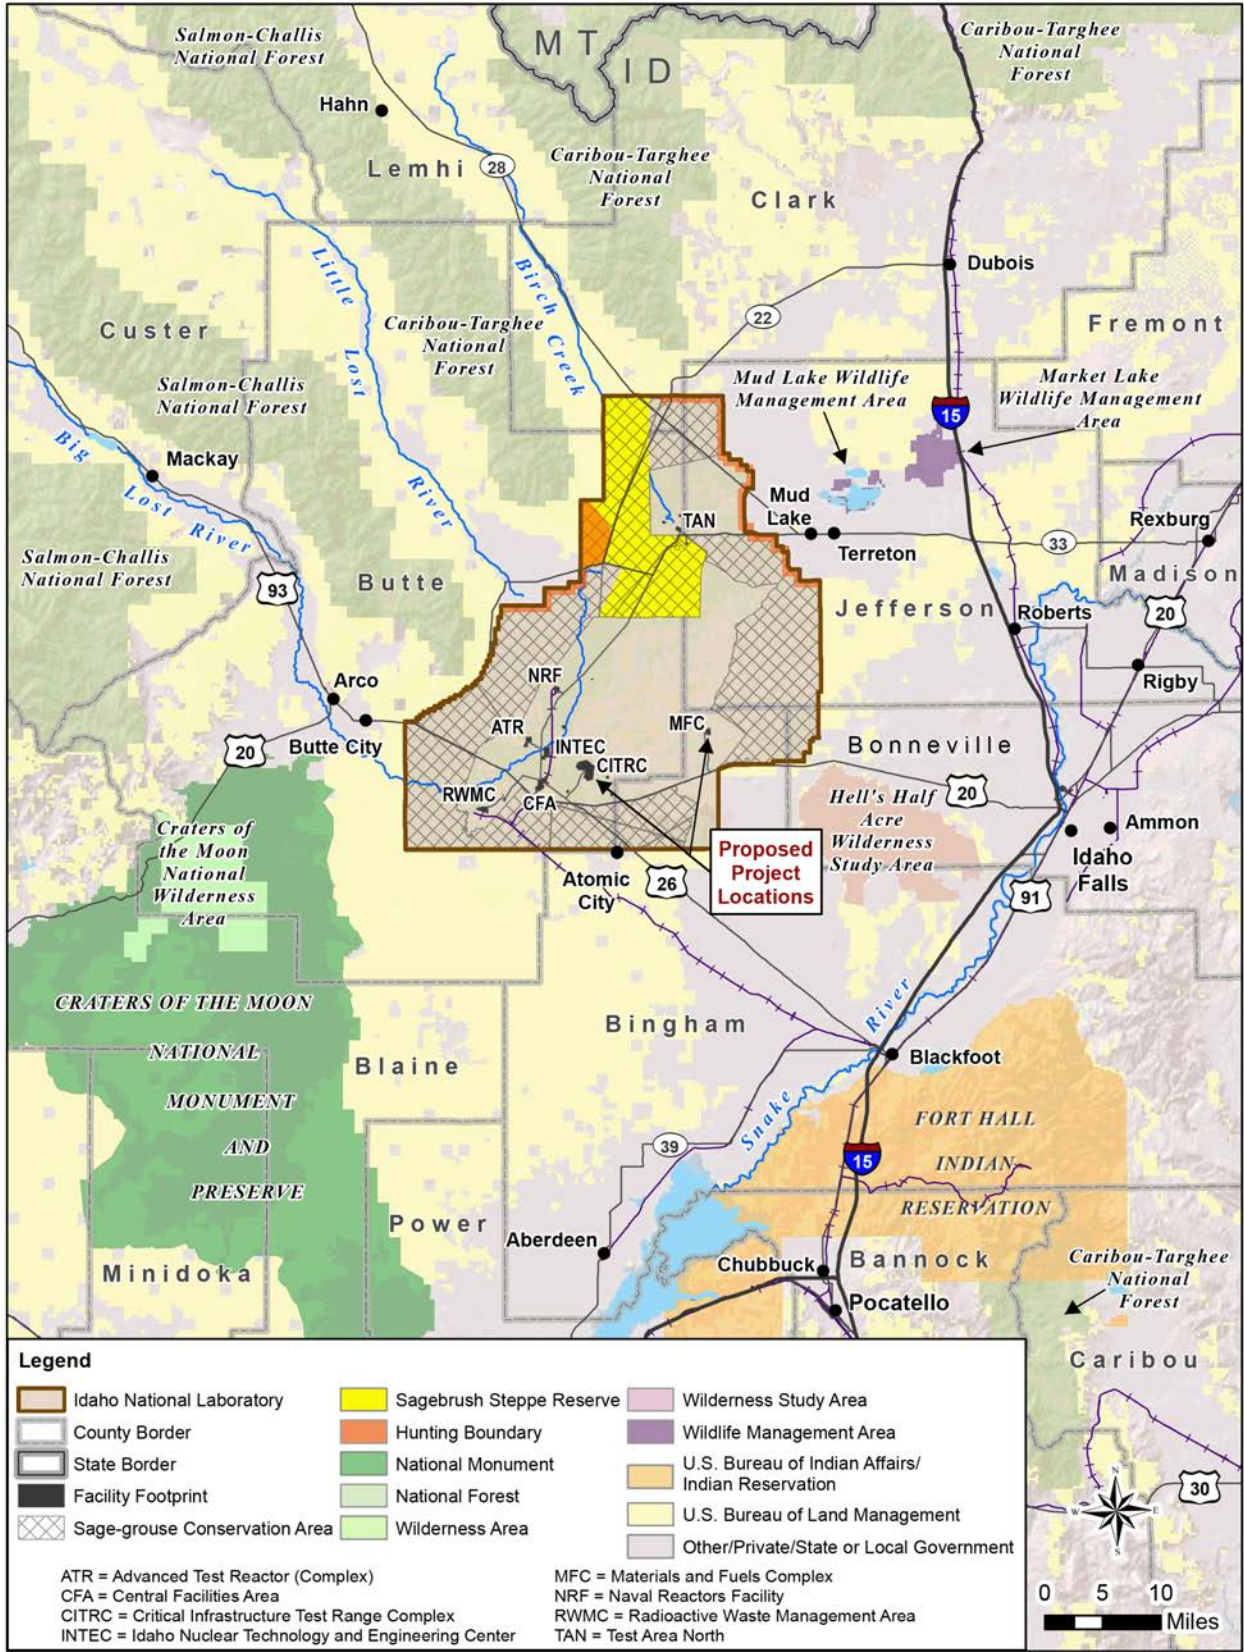 Salmon-Challis
National Forest
M T
I D
Caribou-Targhee
National
Forest
Hahn
Lemhi
28
Caribou-Targhee
National
Forest
Clark
Little
Lost
River
Birch Creek
Dubois
Custer
Caribou-Targhee
National
Forest
22
Fremont
Salmon-Challis
National Forest
Mud Lake Wildlife
Management Area
Market Lake
Wildlife Management
Area
15
Big
Lost River
Mackay
Mud
Lake
TAN
Terreton
33
Rexburg
Salmon-Challis
National Forest
93
Butte
Madison
Jefferson
Roberts
20
Rigby
Arco
NRF
Butte City
20
ATR
INTEC
CITRC
MFC
RWMC
CFA
Bonneville
20
Hell's Half
Acre
Wilderness
Study Area
Ammon
Idaho
Falls
Craters of
the Moon
National
Wilderness
Area
Proposed
Project
Locations
Atomic
City
26
91
CRATERS OF THE MOON
NATIONAL
MONUMENT
AND
PRESERVE
Bingham
Snake
River
Blackfoot
Blaine
FORT HALL
INDIAN
RESERVATION
39
15
Power
Aberdeen
Minidoka
Chubbuck
Bannock
Pocatello
Caribou-Targhee
National
Forest
Caribou
30
N
W
E
S
0 5 10
Miles
Legend
Idaho National Laboratory
County Border
State Border
Facility Footprint
Sage-grouse Conservation Area
Sagebrush Steppe Reserve
Hunting Boundary
National Monument
National Forest
Wilderness Area
Wilderness Study Area
Wildlife Management Area
U.S. Bureau of Indian Affairs/
Indian Reservation
U.S. Bureau of Land Management
Other/Private/State or Local Government
ATR = Advanced Test Reactor (Complex)
CFA = Central Facilities Area
CITRC = Critical Infrastructure Test Range Complex
INTEC = Idaho Nuclear Technology and Engineering Center
MFC = Materials and Fuels Complex
NRF = Naval Reactors Facility
RWMC = Radioactive Waste Management Area
TAN = Test Area North